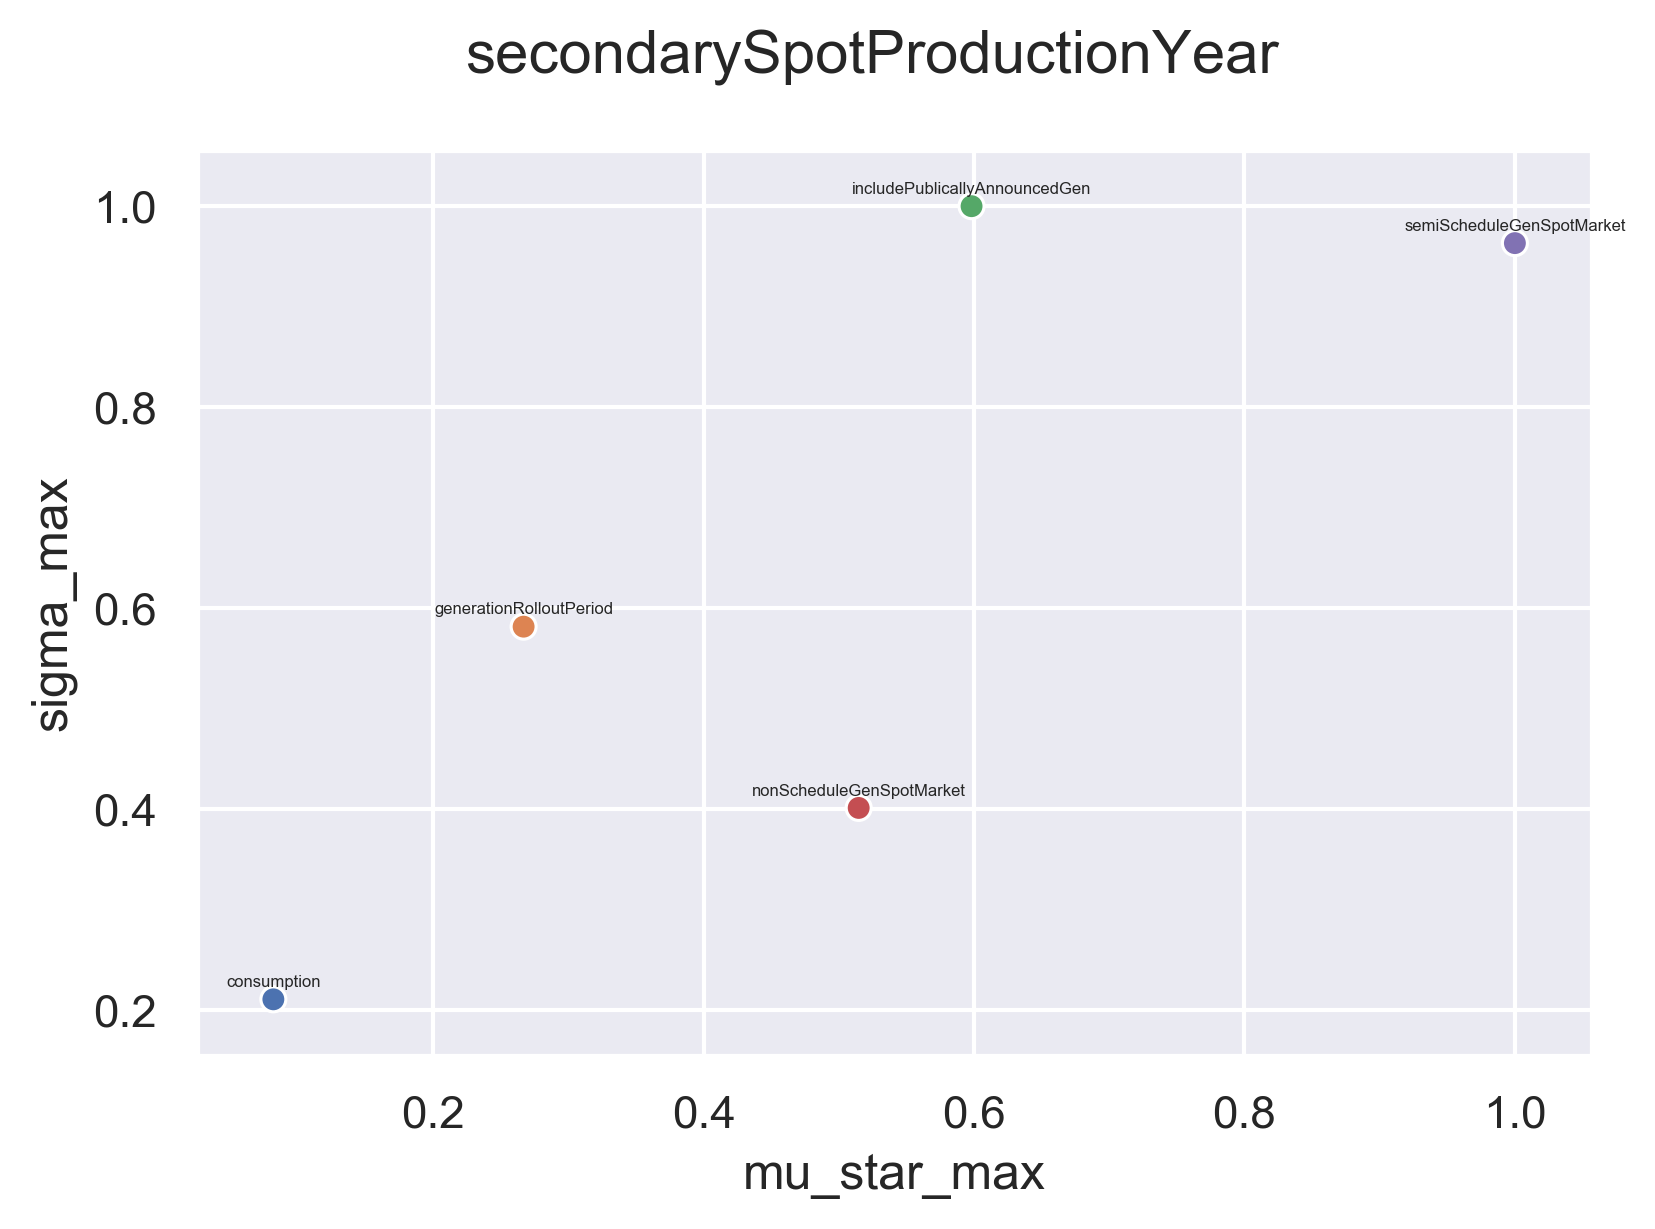 secondarySpotProductionYear
includePublicallyAnnouncedGen
semiScheduleGenSpotMarket
generationRolloutPeriod
nonScheduleGenSpotMarket
consumption
1.0
0.8
0.6
0.4
0.2
sigma_max
0.2 0.4 0.6 0.8 1.0
mu_star_max